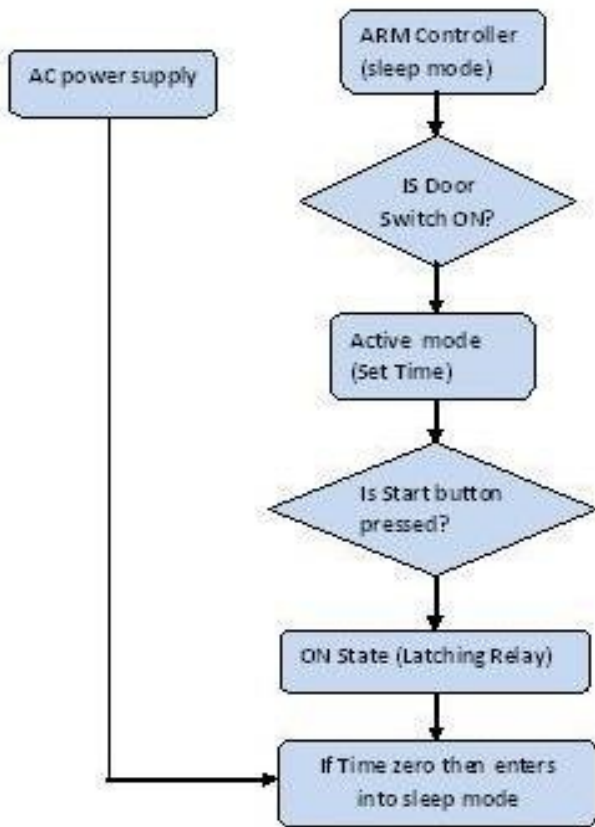 AC power supply
ARM Controller
(sleep mode)
IS Door
Switch ON?
Active mode
(Set Time)
Is Start button
pressed?
ON State (Latching Relay)
If Time zero then enters
into sleep mode